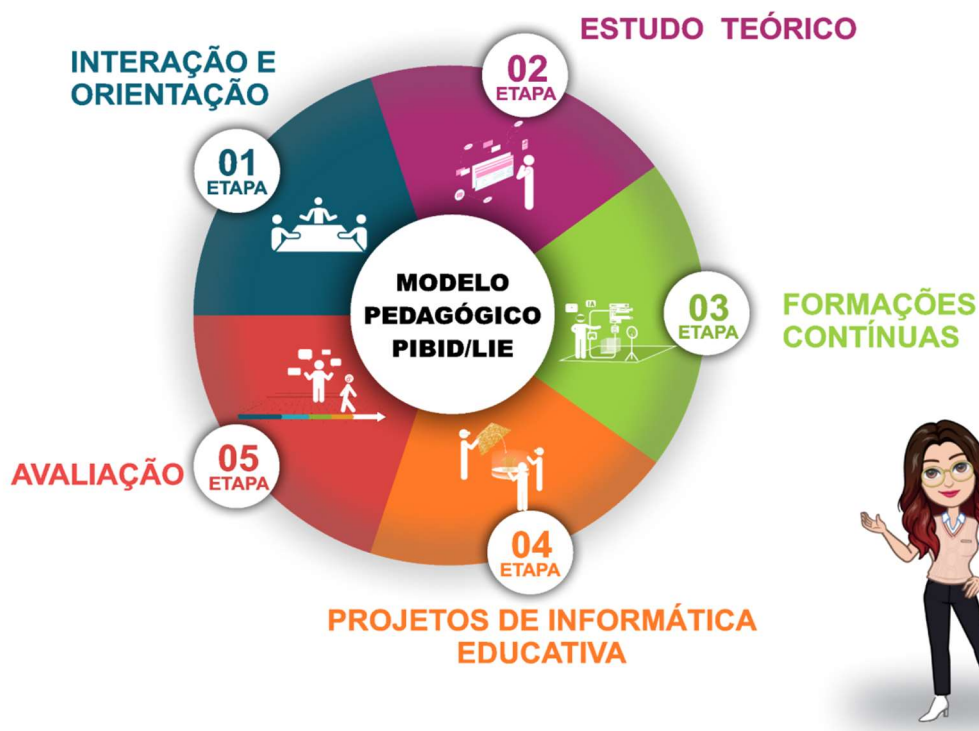 INTERAÇÃO E
ORIENTAÇÃO
01
ETAPA
ESTUDO TEÓRICO
02
ETAPA
FORMAÇÕES
CONTÍNUAS
03
ETAPA
PROJETOS DE INFORMÁTICA
EDUCATIVA
04
ETAPA
AVALIAÇÃO
05
ETAPA
MODELO
PEDAGÓGICO
PIBID/LIE